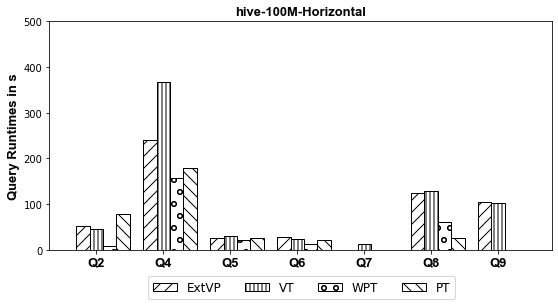 hive-100M-Horizontal
Query Runtimes in s
500
400
300
200
100
0
Q2 Q4 Q5 Q6 Q7 Q8 Q9
ExtVP VT WPT PT